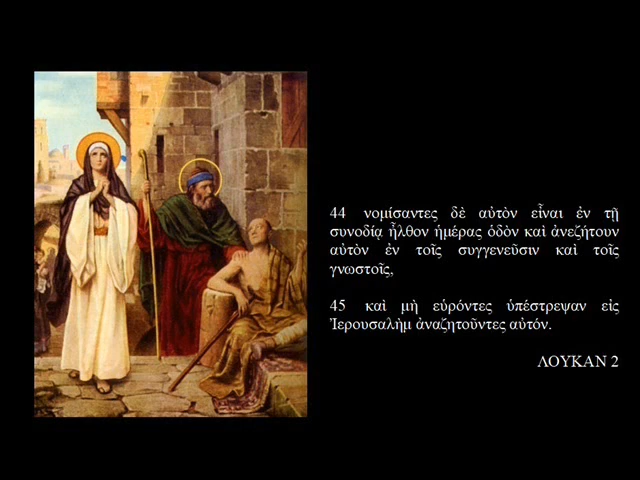 44 νομίσαντες δὲ αὐτὸν εἶναι ἐν τῇ
συνοδίᾳ ἦλθον ἡμέρας ὁδὸν καὶ ἀνεζήτουν
αὐτὸν ἐν τοῖς συγγενεῦσιν καὶ τοῖς
γνωστοῖς,
45 καὶ μὴ εὑρόντες ὑπέστρεψαν εἰς
Ἰερουσαλὴμ ἀναζητοῦντες αὐτόν.
ΛΟΥΚΑΝ 2